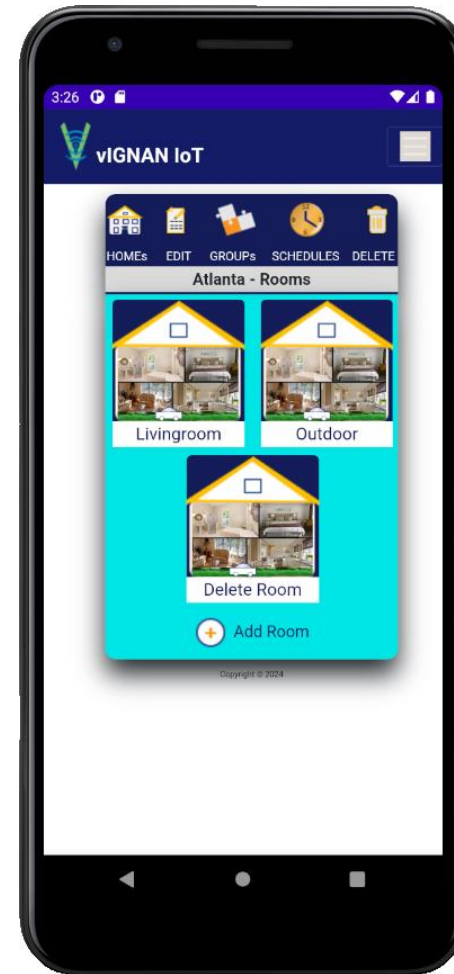 3:26
vIGNAN IoT
HOMEs EDIT GROUPs SCHEDULES DELETE
Atlanta - Rooms
Livingroom Outdoor
Delete Room
Add Room
Copyright © 2024